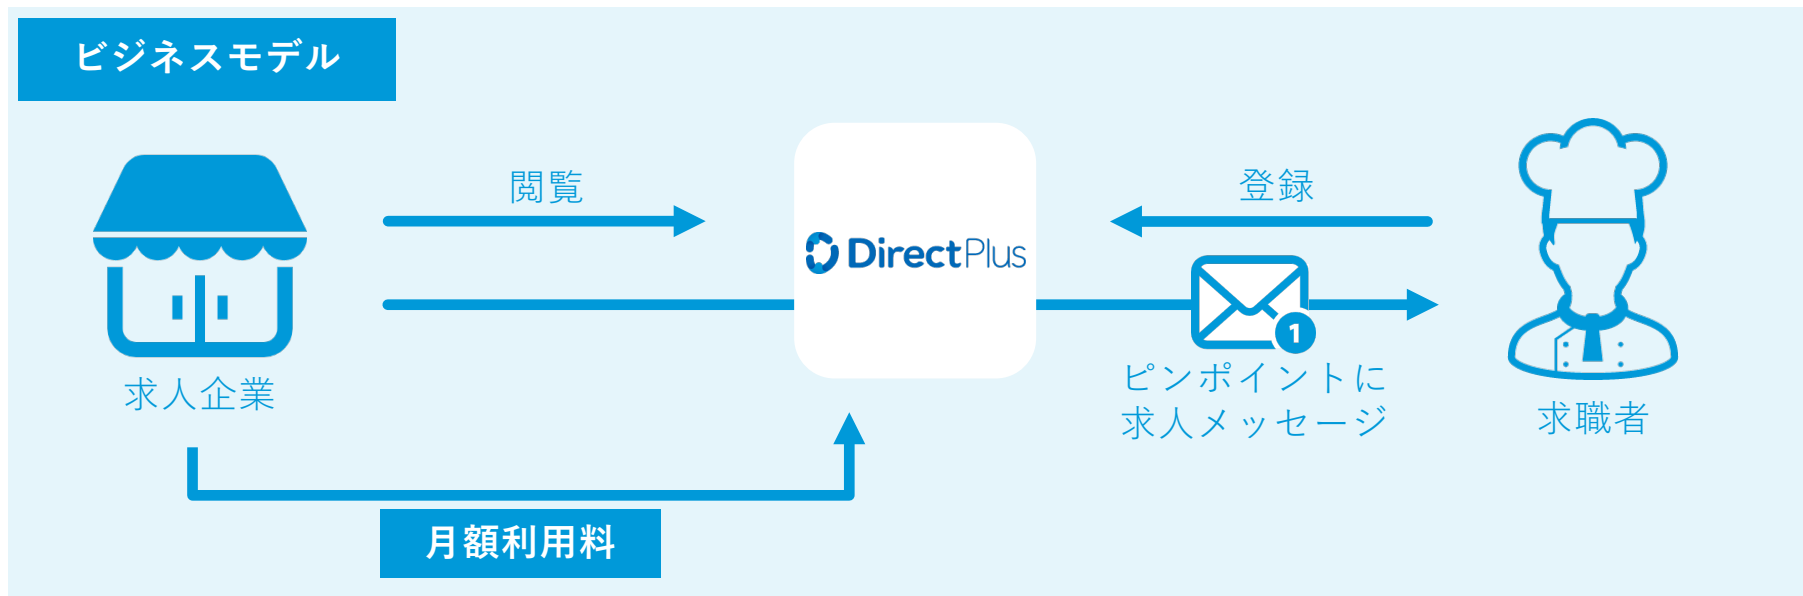 ビジネスモデル
閲覧
登録
DirectPlus
1
求人企業
ピンポイントに
求人メッセージ
求職者
月額利用料